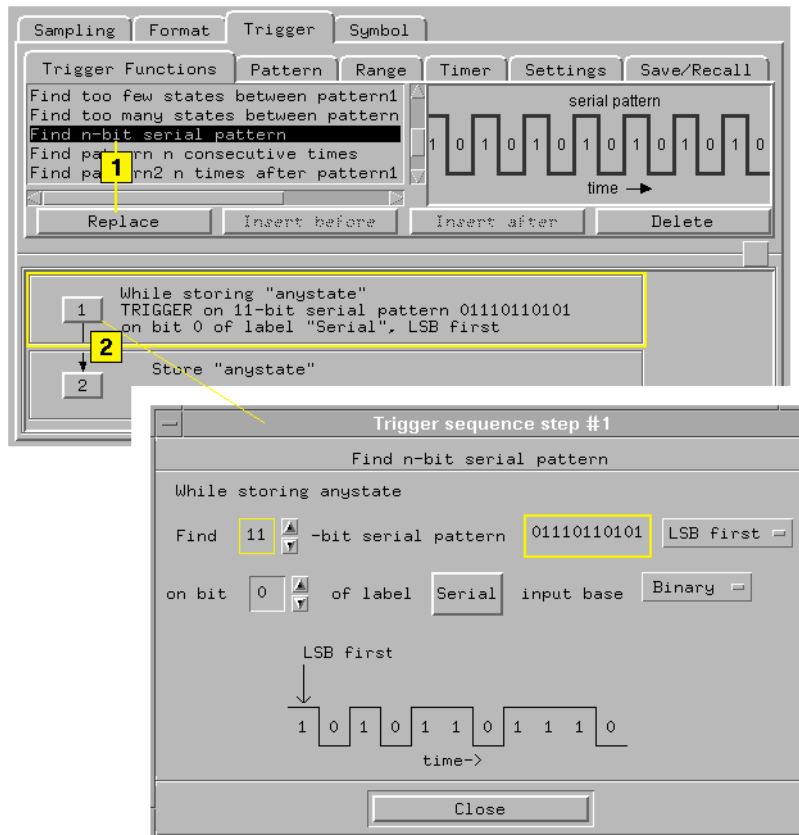 Sampling Format Trigger Symbol
Trigger Functions Pattern Range Timer Settings Save/Recall
Find too few states between pattern1
Find too many states between pattern
Find n-bit serial pattern
Find pattern n consecutive times
Find pattern2 n times after pattern1
1
serial pattern
1 0 1 0 1 0 1 0 1 0 1 0 1 0
time
Replace Insert before Insert after Delete
1
While storing "anystate"
TRIGGER on 11-bit serial pattern 01110110101
on bit 0 of label "Serial", LSB first
2
2
Store "anystate"
Trigger sequence step #1
Find n-bit serial pattern
While storing anystate
Find 11 -bit serial pattern 01110110101 LSB first
on bit 0 of label Serial input base Binary
LSB first
1 0 1 0 1 1 0 1 1 1 0
time->
Close